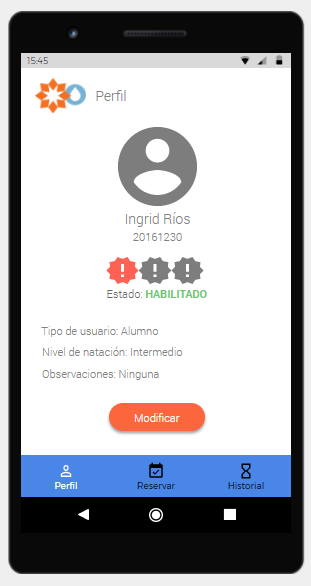 15:45
Perfil
Ingrid Ríos
20161230
Estado: HABILITADO
Tipo de usuario: Alumno
Nivel de natación: Intermedio
Observaciones: Ninguna
Modificar
Perfil Reservar Historial